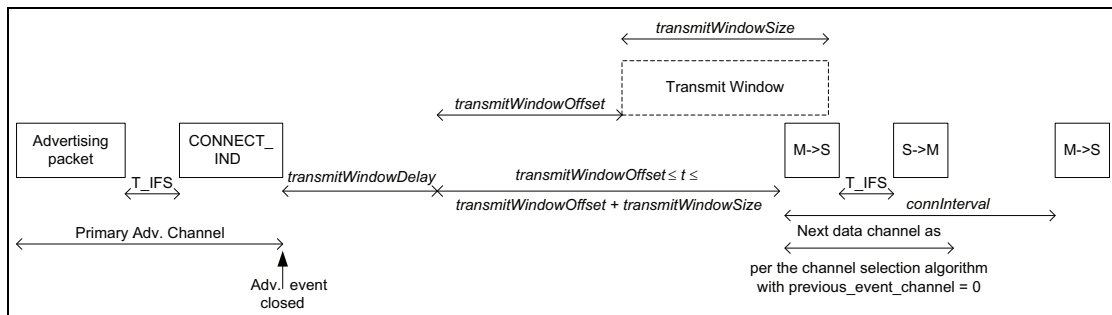 transmitWindowSize
Transmit Window
transmitWindowOffset
Advertising
packet
CONNECT_
IND
M->S
S->M
M->S
T_IFS
transmitWindowDelay
transmitWindowOffset ≤ t ≤
transmitWindowOffset + transmitWindowSize
T_IFS
connInterval
Primary Adv. Channel
Next data channel as
per the channel selection algorithm
with previous_event_channel = 0
Adv. event
closed